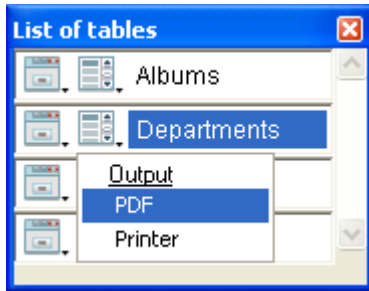 List of tables
Albums
Departments
Output
PDF
Printer